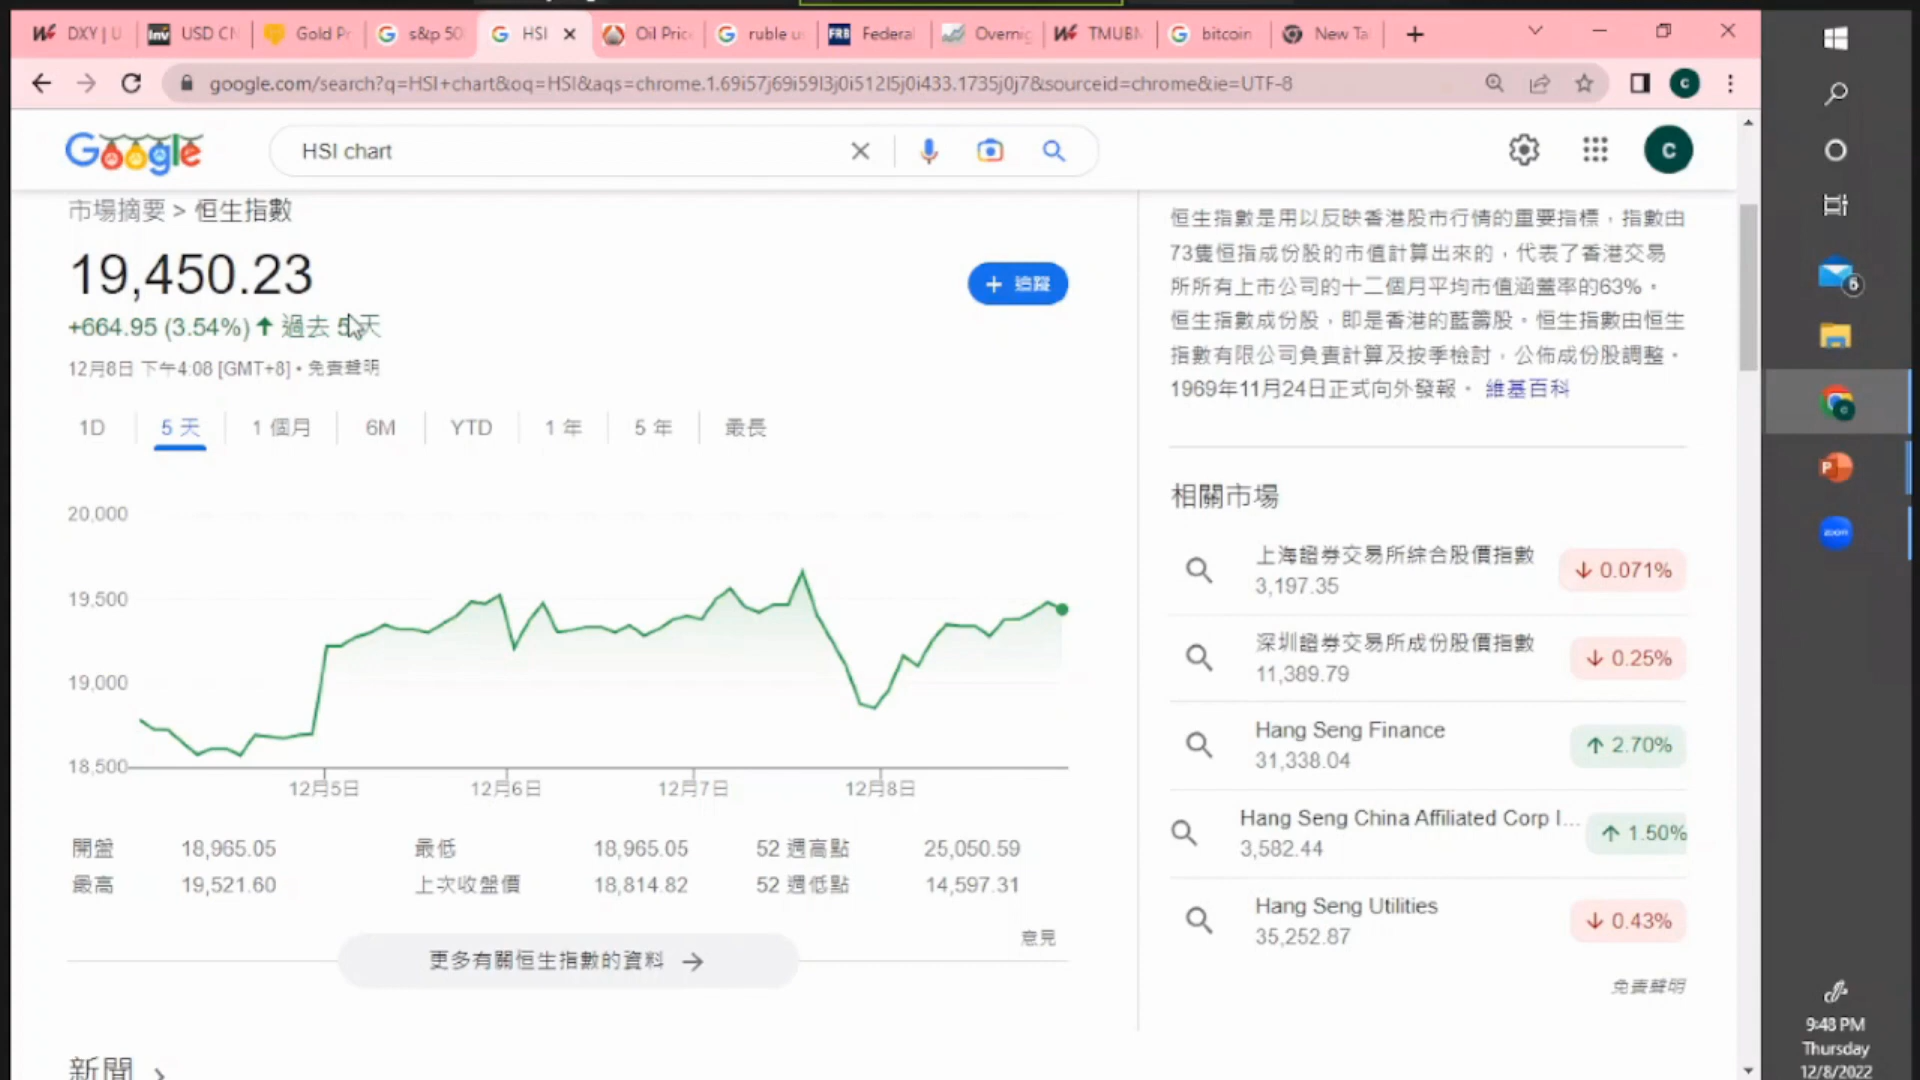 DXY | U
USD CN
Gold Pr
s&p 50
HSI
Oil Pric
ruble u
Federal
Overnig
TMUBM
bitcoin
New Ta
google.com/search?q=HSI+chart&oq=HSI&aqs=chrome.1.69i57j69i59l3j0i512l5j0i433.1735j0j7&sourceid=chrome&ie=UTF-8
Google
HSI chart
市場摘要 > 恒生指數
19,450.23
+ 追蹤
+664.95 (3.54%) ↑ 過去 5 天
12月8日 下午4:08 [GMT+8] • 免責聲明
1D
5 天
1 個月
6M
YTD
1 年
5 年
最長
20,000
19,500
19,000
18,500
12月5日
12月6日
12月7日
12月8日
開盤 18,965.05 最低 18,965.05 52 週高點 25,050.59
最高 19,521.60 上次收盤價 18,814.82 52 週低點 14,597.31
意見
更多有關恒生指數的資料 →
新聞 >
恒生指數是用以反映香港股市行情的重要指標，指數由
73隻恒指成份股的市值計算出來的，代表了香港交易
所所有上市公司的十二個月平均市值涵蓋率的63%。
恒生指數成份股，即是香港的藍籌股。恒生指數由恒生
指數有限公司負責計算及按季檢討，公佈成份股調整。
1969年11月24日正式向外發報。 維基百科
相關市場
上海證券交易所綜合股價指數
3,197.35
↓ 0.071%
深圳證券交易所成份股價指數
11,389.79
↓ 0.25%
Hang Seng Finance
31,338.04
↑ 2.70%
Hang Seng China Affiliated Corp I...
3,582.44
↑ 1.50%
Hang Seng Utilities
35,252.87
↓ 0.43%
免責聲明
zoom
9:48 PM
Thursday
12/8/2022